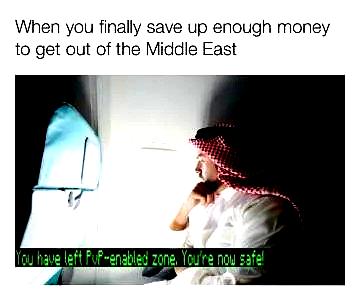 When you finally save up enough money
to get out of the Middle East
You have left PvP-enabled zone. You're now safe!